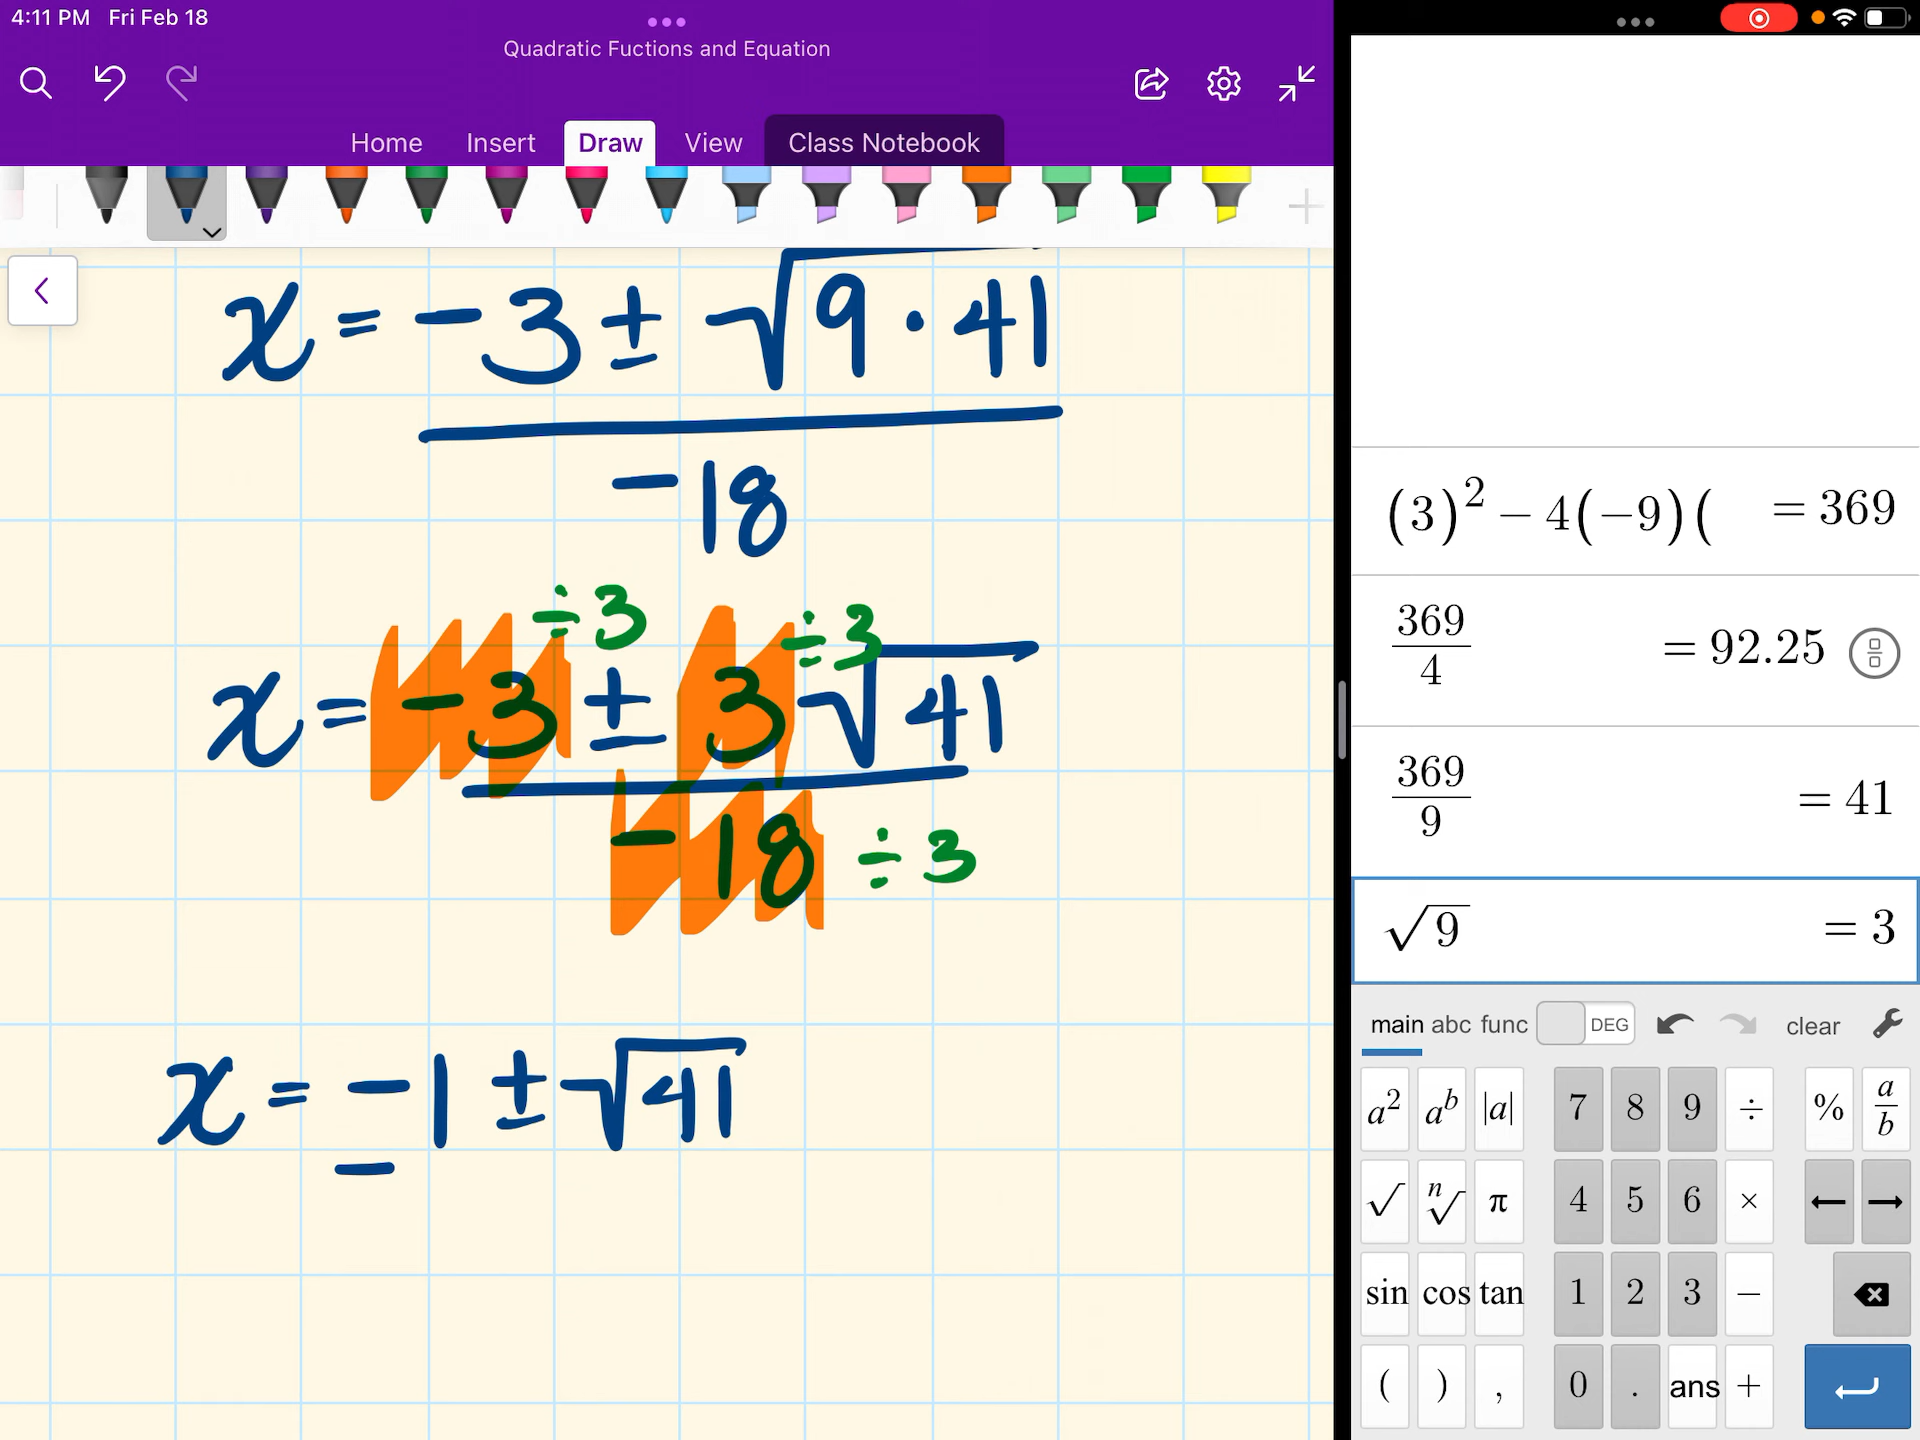 4:11 PM Fri Feb 18
Quadratic Fuctions and Equation
Home Insert Draw View Class Notebook
x = -3 ± √9 · 41
-18
÷3 ÷3
x = -3 ± 3√41
-18 ÷3
x = -1 ± √41
(3)² − 4(−9)( = 369
369/4 = 92.25
369/9 = 41
√9 = 3
main abc func DEG clear
a² aᵇ |a| 7 8 9 ÷ % a/b
√ ⁿ√ π 4 5 6 × ← →
sin cos tan 1 2 3 −
( ) , 0 . ans +